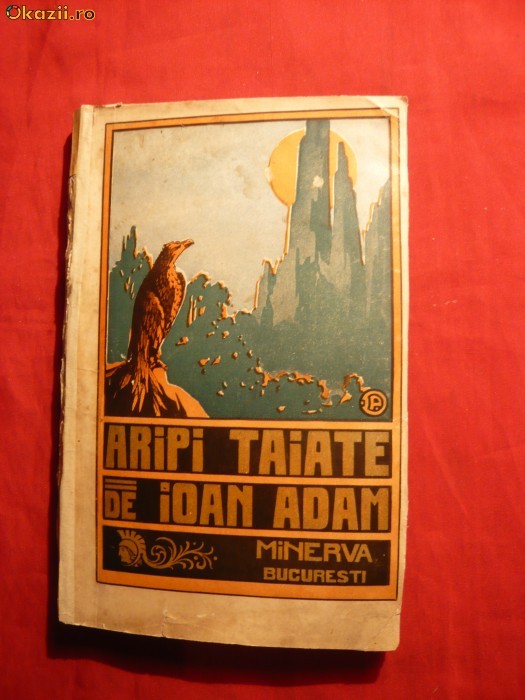 Okazii.ro
ARiPi TAiATE
DE iOAN ADAM
MiNERVA
BUCURESTi